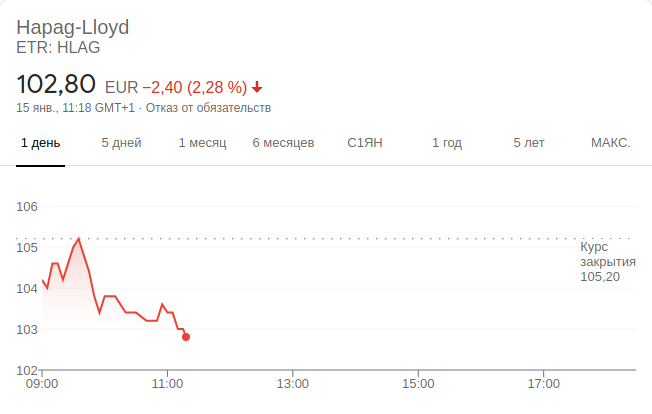 Hapag-Lloyd
ETR: HLAG
102,80 EUR −2,40 (2,28 %)
15 янв., 11:18 GMT+1 · Отказ от обязательств
1 день 5 дней 1 месяц 6 месяцев С1ЯН 1 год 5 лет МАКС.
106
105
104
103
102
Курс
закрытия
105,20
09:00 11:00 13:00 15:00 17:00